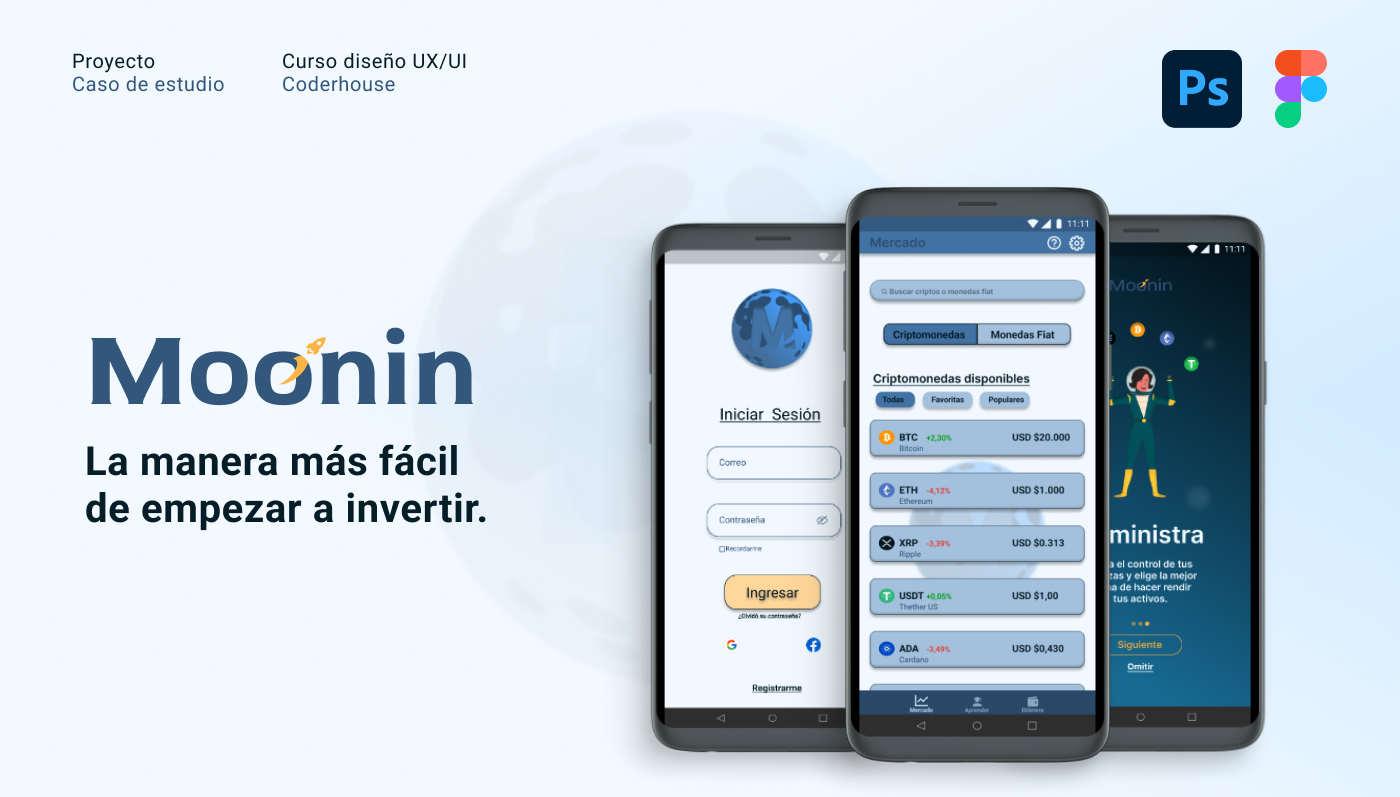 Proyecto
Caso de estudio
Curso diseño UX/UI
Coderhouse
Ps
Moonin
La manera más fácil
de empezar a invertir.
M
Iniciar Sesión
Correo
Contraseña
Recordarme
Ingresar
¿Olvidó su contraseña?
Registrarme
11:11
Mercado
Buscar criptos o monedas fiat
Criptomonedas
Monedas Fiat
Criptomonedas disponibles
Todas
Favoritas
Populares
BTC +2,30% USD $20.000
Bitcoin
ETH -4,12% USD $1.000
Ethereum
XRP -3,39% USD $0.313
Ripple
USDT +0,05% USD $1,00
Thether US
ADA -3,49% USD $0,430
Cardano
Mercado
Aprender
Billetera
11:11
Moonin
ministra
a el control de tus
zas y elige la mejor
a de hacer rendir
tus activos.
Siguiente
Omitir